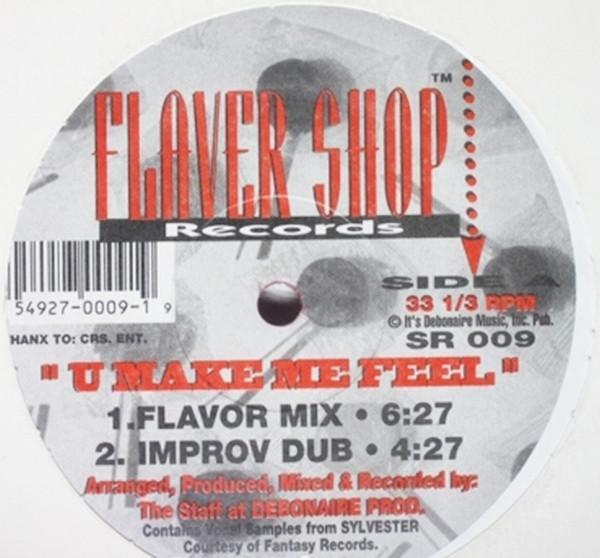 FLAVER SHOP ™
Records
SIDE A
33 1/3 RPM
© It's Debonaire Music, Inc. Pub.
SR 009
54927-0009-1 9
HANX TO: CRS. ENT.
"U MAKE ME FEEL"
1.FLAVOR MIX • 6:27
2. IMPROV DUB • 4:27
Arranged, Produced, Mixed & Recorded by:
The Staff at DEBONAIRE PROD.
Contains Vocal Samples from SYLVESTER
Courtesy of Fantasy Records.